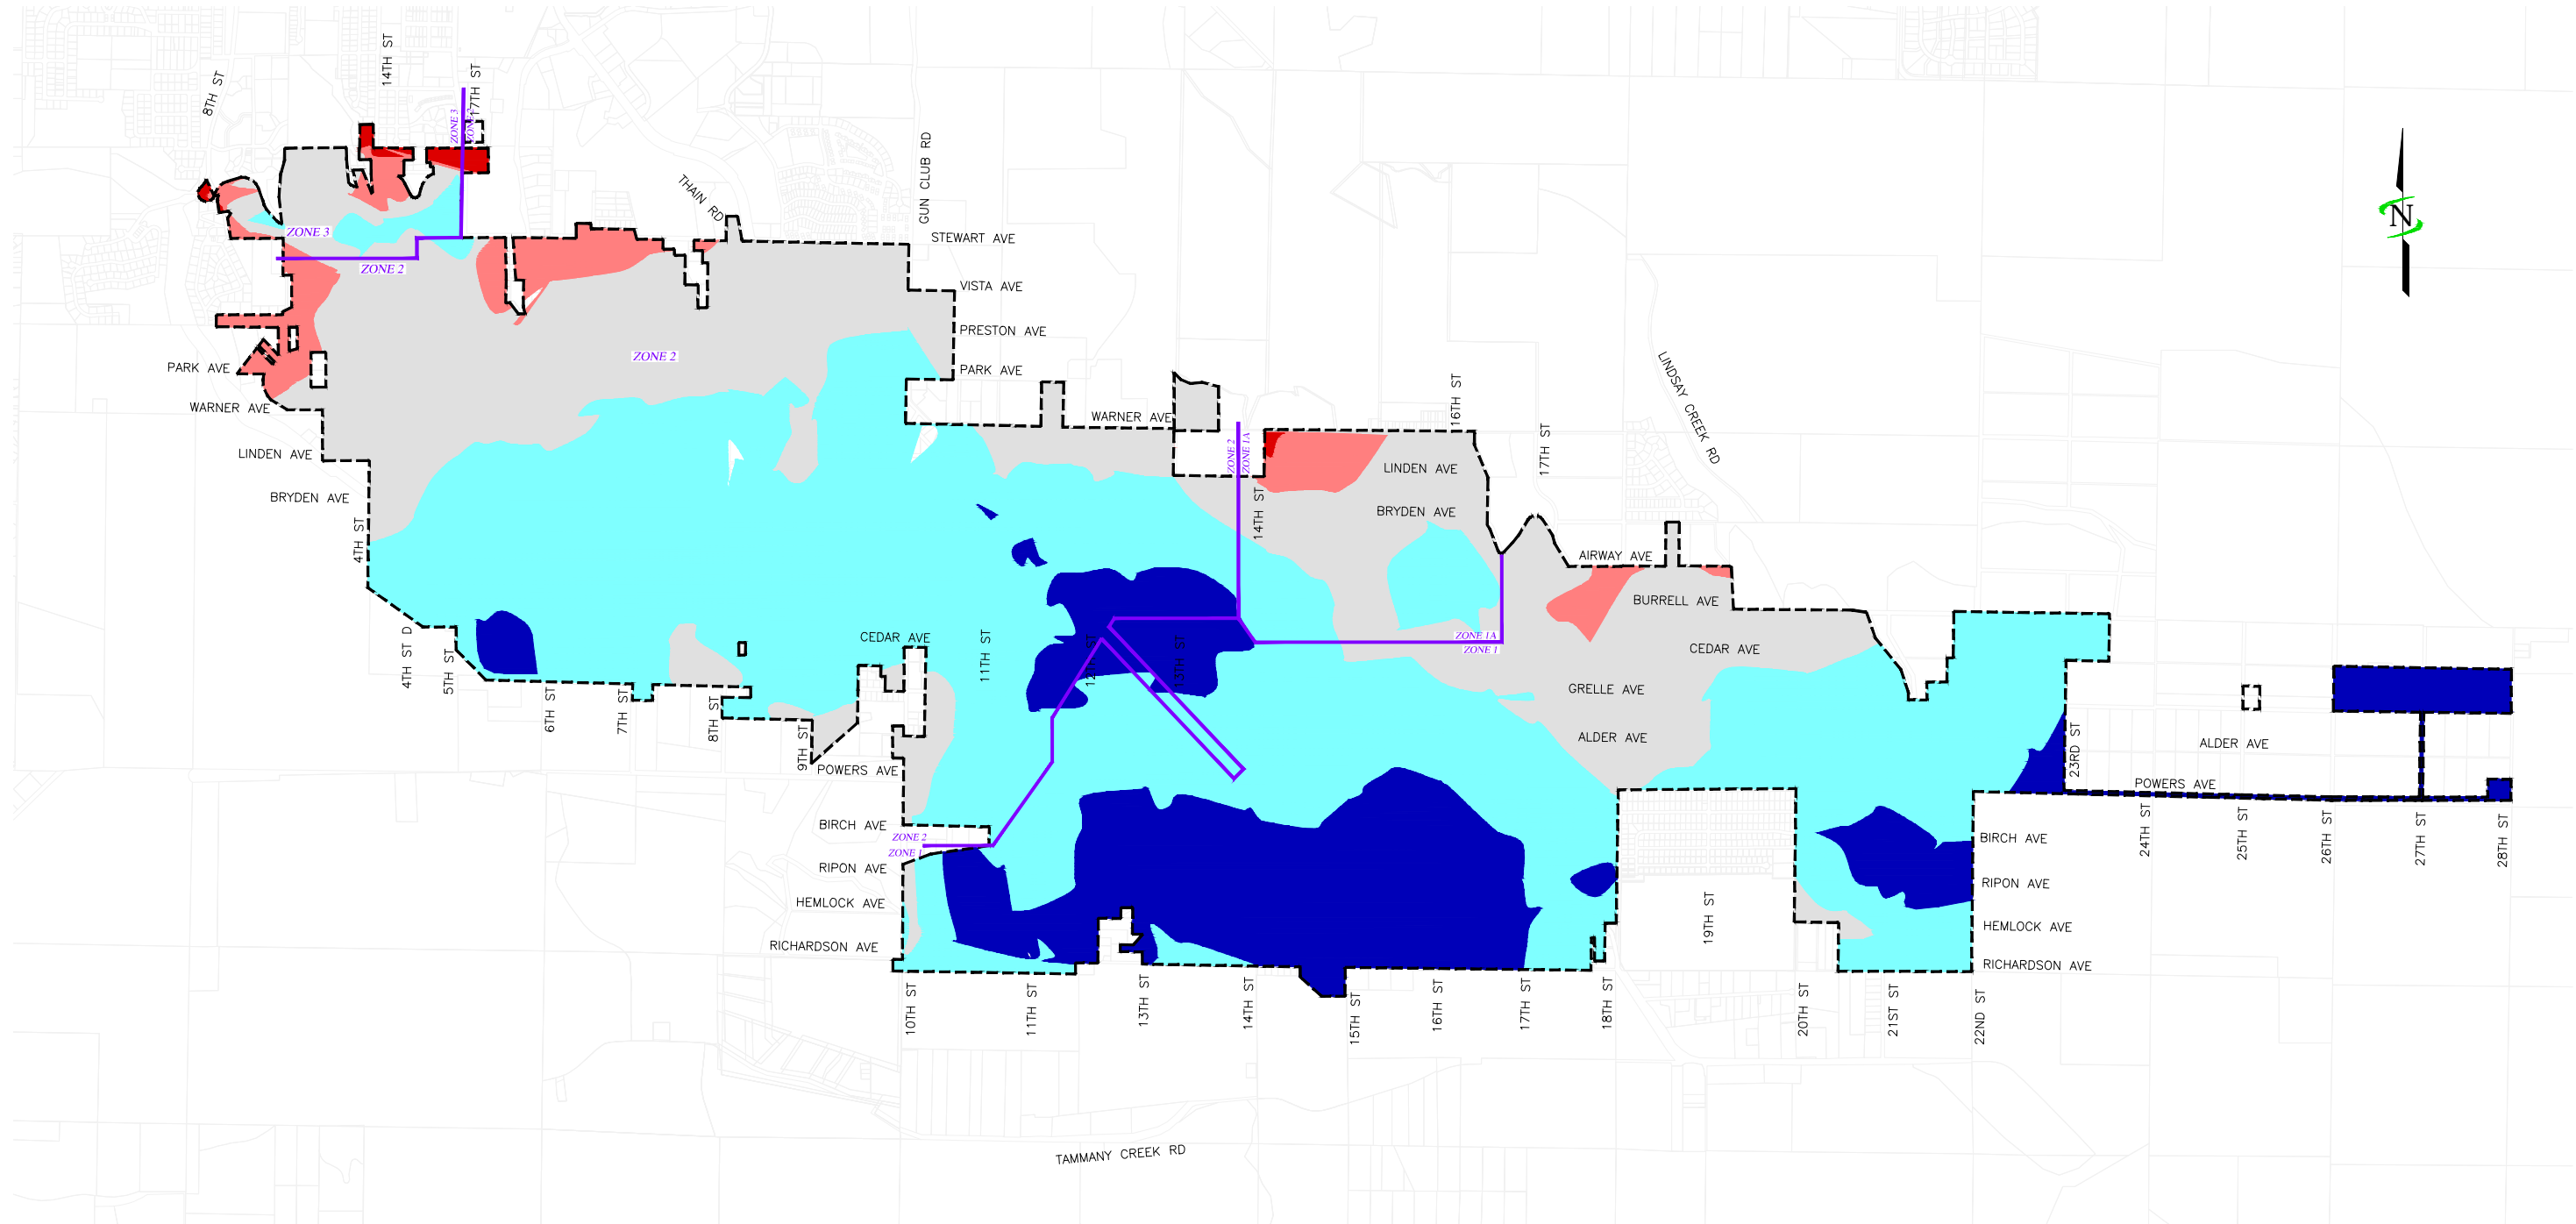 14TH ST
17TH ST
8TH ST
ZONE 3
ZONE 2
GUN CLUB RD
THAIN RD
N
ZONE 3
STEWART AVE
ZONE 2
VISTA AVE
PRESTON AVE
ZONE 2
PARK AVE
PARK AVE
LINDSAY CREEK RD
WARNER AVE
WARNER AVE
16TH ST
17TH ST
ZONE 2
ZONE 1A
LINDEN AVE
LINDEN AVE
BRYDEN AVE
BRYDEN AVE
14TH ST
4TH ST
AIRWAY AVE
BURRELL AVE
CEDAR AVE
ZONE 1A
ZONE 1
CEDAR AVE
4TH ST D
5TH ST
11TH ST
12TH ST
13TH ST
GRELLE AVE
6TH ST
7TH ST
8TH ST
9TH ST
ALDER AVE
23RD ST
ALDER AVE
POWERS AVE
POWERS AVE
BIRCH AVE
ZONE 2
ZONE 1
BIRCH AVE
24TH ST
25TH ST
26TH ST
27TH ST
28TH ST
RIPON AVE
RIPON AVE
HEMLOCK AVE
19TH ST
HEMLOCK AVE
RICHARDSON AVE
RICHARDSON AVE
10TH ST
11TH ST
13TH ST
14TH ST
15TH ST
16TH ST
17TH ST
18TH ST
20TH ST
21ST ST
22ND ST
TAMMANY CREEK RD